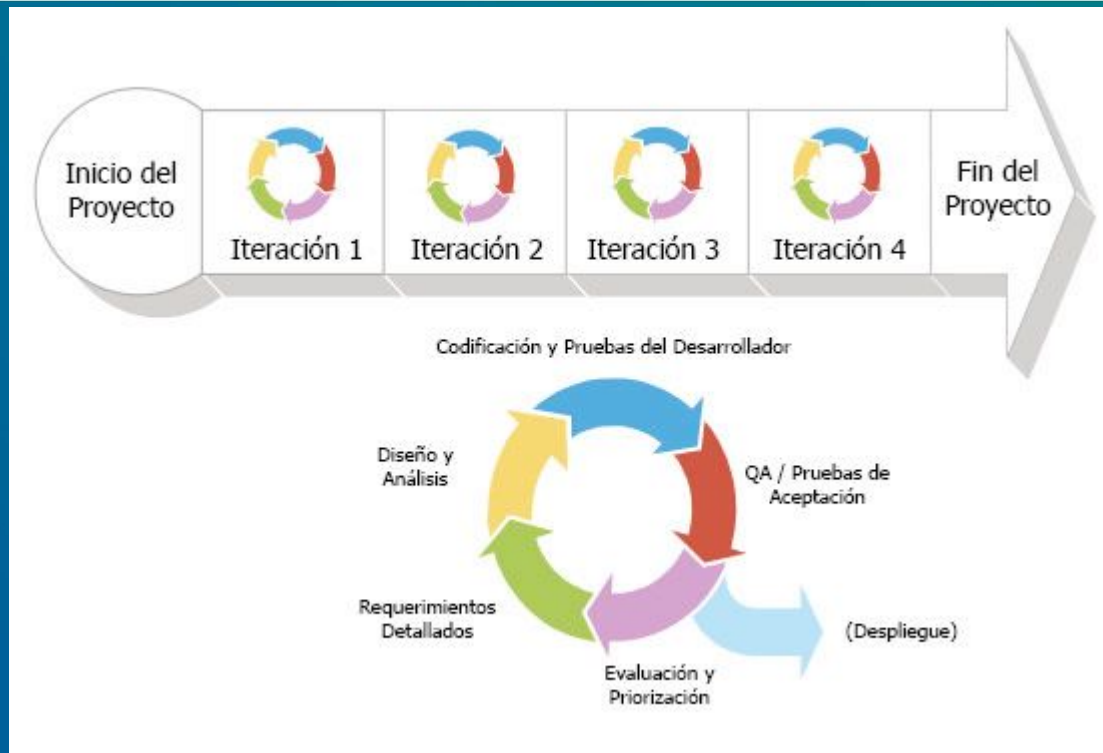 Inicio del
Proyecto
Iteración 1
Iteración 2
Iteración 3
Iteración 4
Fin del
Proyecto
Codificación y Pruebas del Desarrollador
Diseño y
Análisis
QA / Pruebas de
Aceptación
Requerimientos
Detallados
(Despliegue)
Evaluación y
Priorización